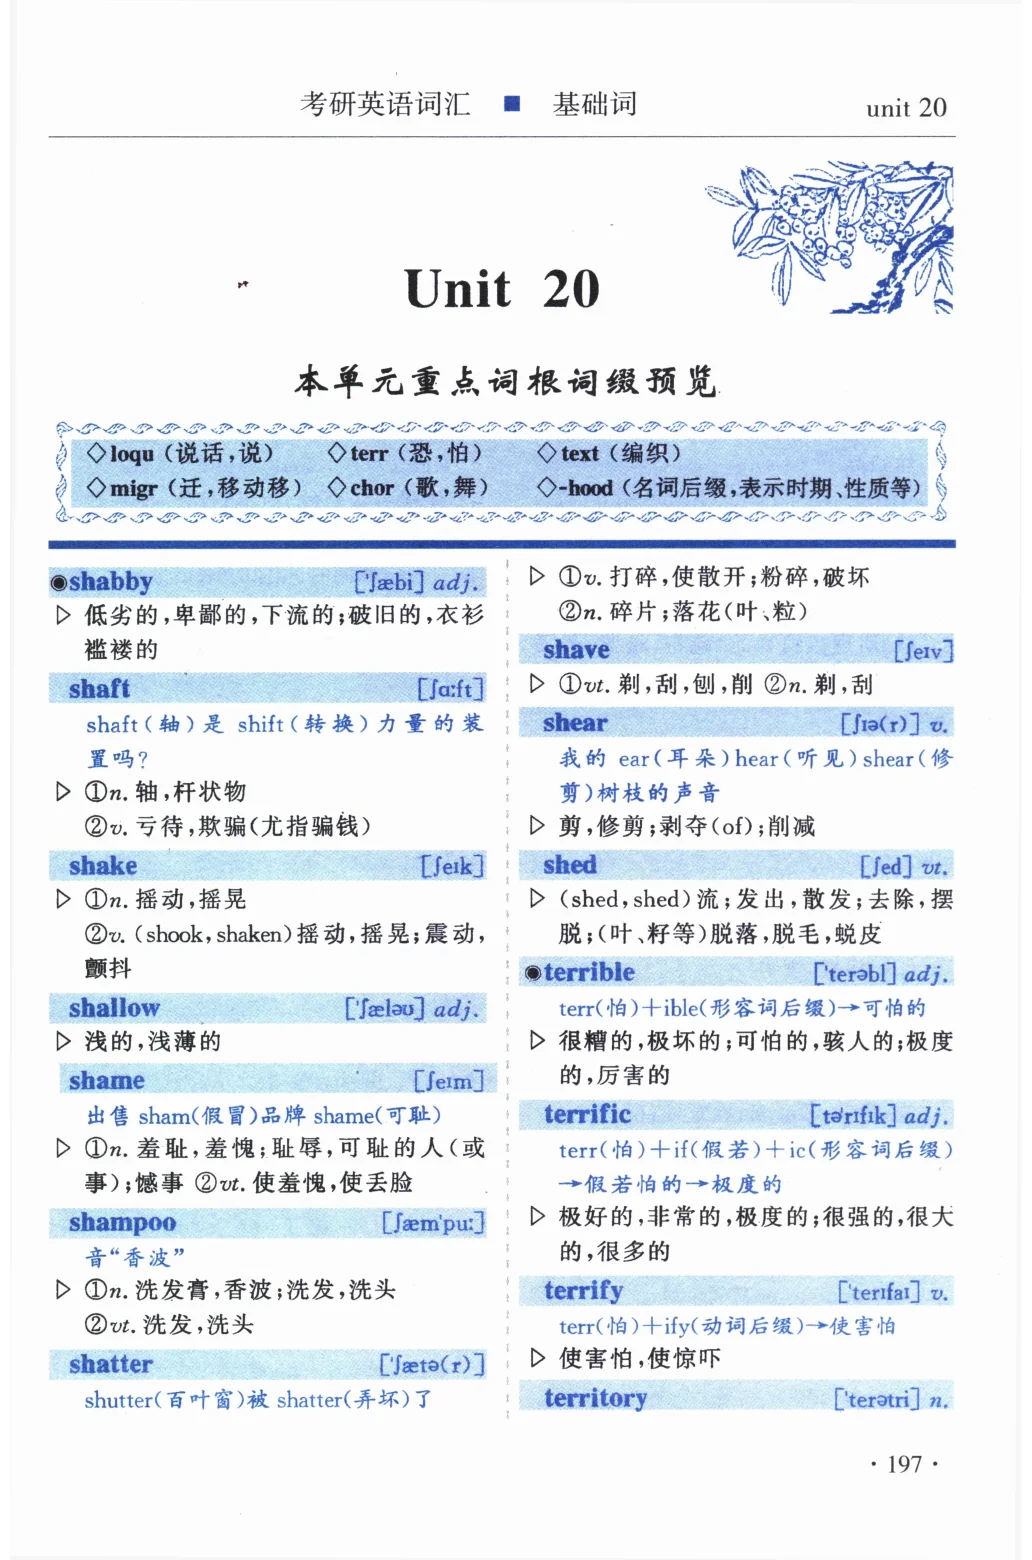 考研英语词汇 ■ 基础词 unit 20
Unit 20
本单元重点词根词缀预览
◇loqu（说话,说） ◇terr（恐,怕） ◇text（编织）
◇migr（迁,移动移） ◇chor（歌,舞） ◇-hood（名词后缀,表示时期、性质等）
◉shabby ['ʃæbi] adj.
▷ 低劣的,卑鄙的,下流的;破旧的,衣衫
褴褛的
shaft [ʃɑːft]
shaft(轴)是 shift(转换)力量的装
置吗?
▷ ①n. 轴,杆状物
②v. 亏待,欺骗(尤指骗钱)
shake [ʃeɪk]
▷ ①n. 摇动,摇晃
②v. (shook, shaken)摇动,摇晃;震动,
颤抖
shallow ['ʃæləʊ] adj.
▷ 浅的,浅薄的
shame [ʃeɪm]
出售 sham(假冒)品牌 shame(可耻)
▷ ①n. 羞耻,羞愧;耻辱,可耻的人(或
事);憾事 ②vt. 使羞愧,使丢脸
shampoo [ʃæm'puː]
音“香波”
▷ ①n. 洗发膏,香波;洗发,洗头
②vt. 洗发,洗头
shatter ['ʃætə(r)]
shutter(百叶窗)被 shatter(弄坏)了
▷ ①v. 打碎,使散开;粉碎,破坏
②n. 碎片;落花(叶、粒)
shave [ʃeɪv]
▷ ①vt. 剃,刮,刨,削 ②n. 剃,刮
shear [ʃɪə(r)] v.
我的 ear(耳朵)hear(听见)shear(修
剪)树枝的声音
▷ 剪,修剪;剥夺(of);削减
shed [ʃed] vt.
▷ (shed, shed)流;发出,散发;去除,摆
脱;(叶、籽等)脱落,脱毛,蜕皮
◉terrible ['terəbl] adj.
terr(怕)+ible(形容词后缀)→可怕的
▷ 很糟的,极坏的;可怕的,骇人的;极度
的,厉害的
terrific [tə'rɪfɪk] adj.
terr(怕)+if(假若)+ic(形容词后缀)
→假若怕的→极度的
▷ 极好的,非常的,极度的;很强的,很大
的,很多的
terrify ['terɪfaɪ] v.
terr(怕)+ify(动词后缀)→使害怕
▷ 使害怕,使惊吓
territory ['terətri] n.
· 197 ·